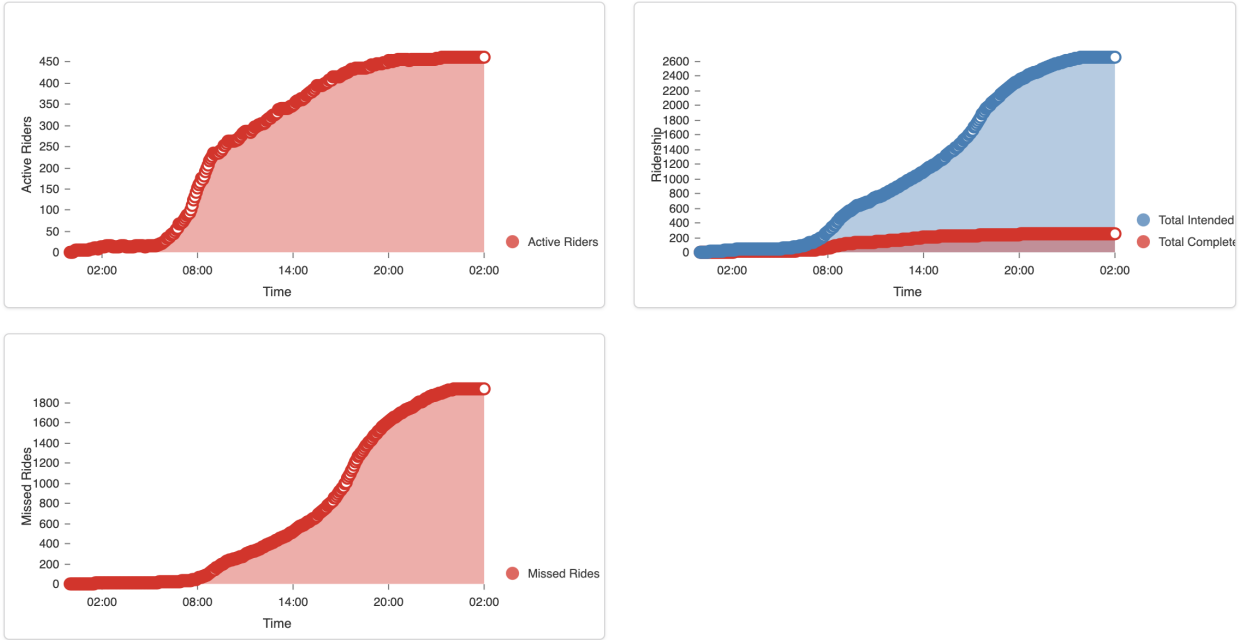 450
400
350
300
250
200
150
100
50
0
Active Riders
02:00 08:00 14:00 20:00 02:00
Time
Active Riders
2600
2400
2200
2000
1800
1600
1400
1200
1000
800
600
400
200
0
Ridership
02:00 08:00 14:00 20:00 02:00
Time
Total Intended
Total Complete
1800
1600
1400
1200
1000
800
600
400
200
0
Missed Rides
02:00 08:00 14:00 20:00 02:00
Time
Missed Rides